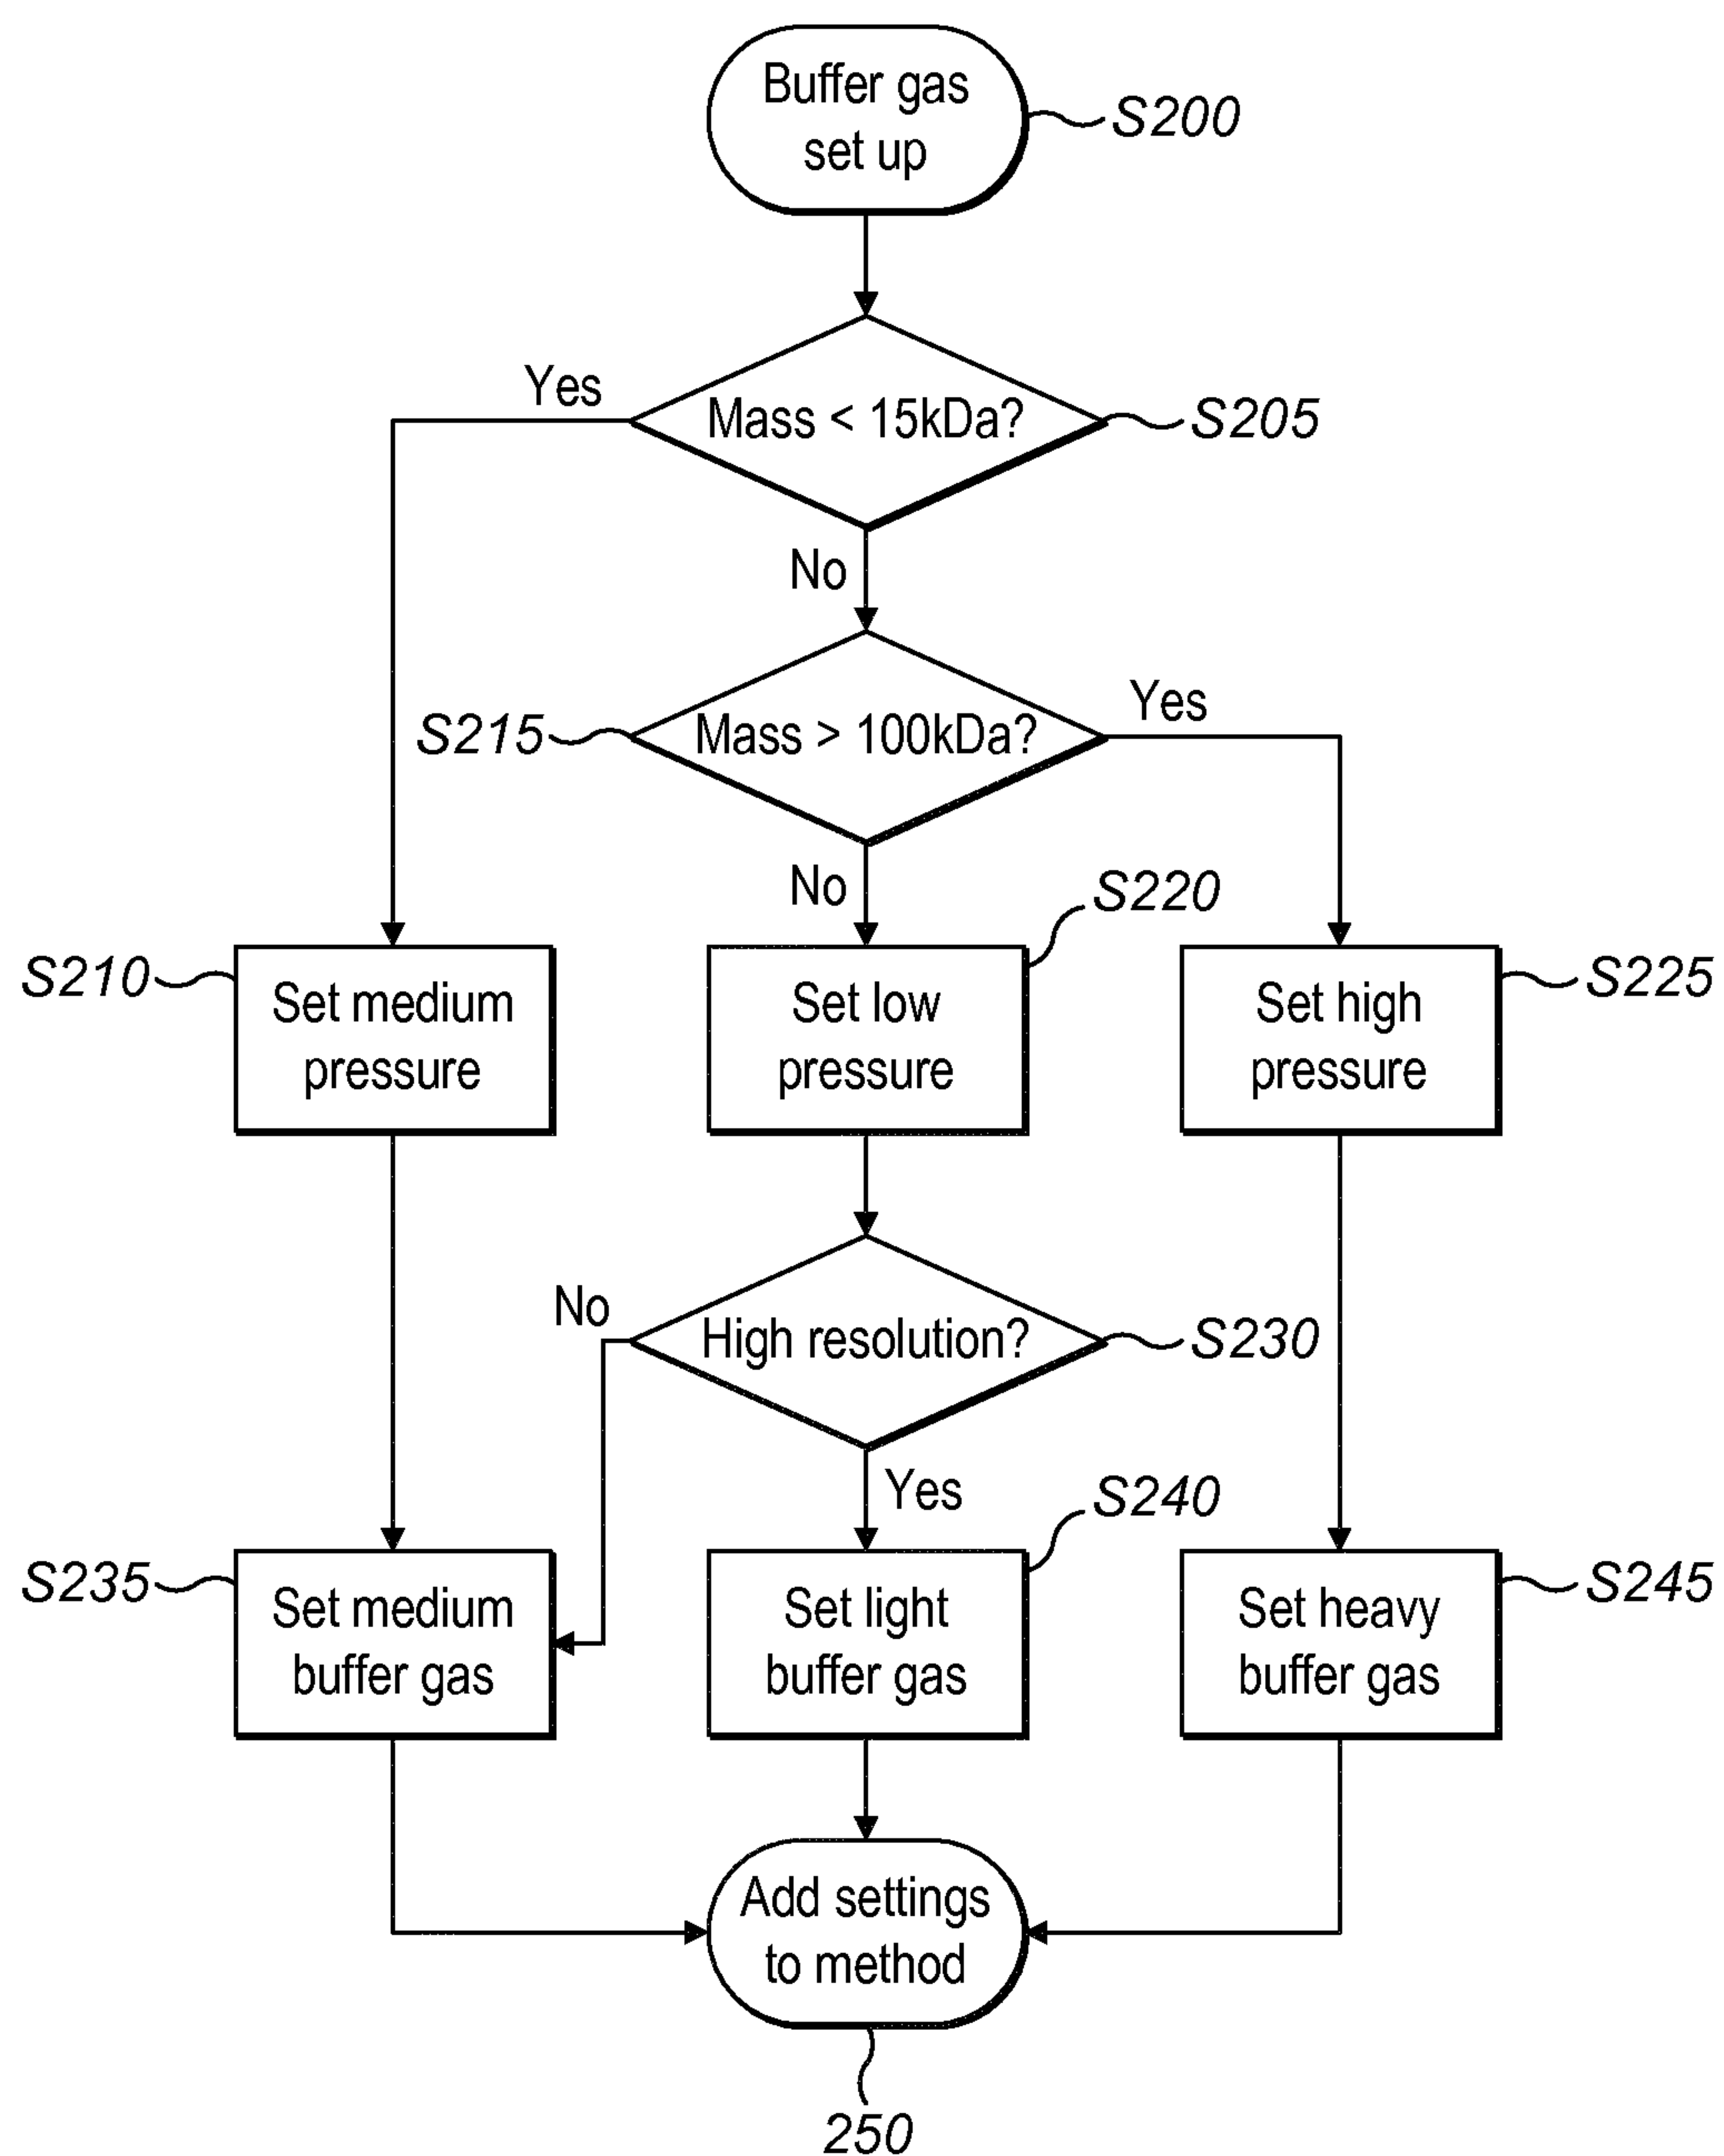 Buffer gas
set up
S200
Yes
Mass < 15kDa?
S205
No
S215
Mass > 100kDa?
Yes
No
S220
S210
Set medium
pressure
Set low
pressure
Set high
pressure
S225
No
High resolution?
S230
Yes
S240
S235
Set medium
buffer gas
Set light
buffer gas
Set heavy
buffer gas
S245
Add settings
to method
250